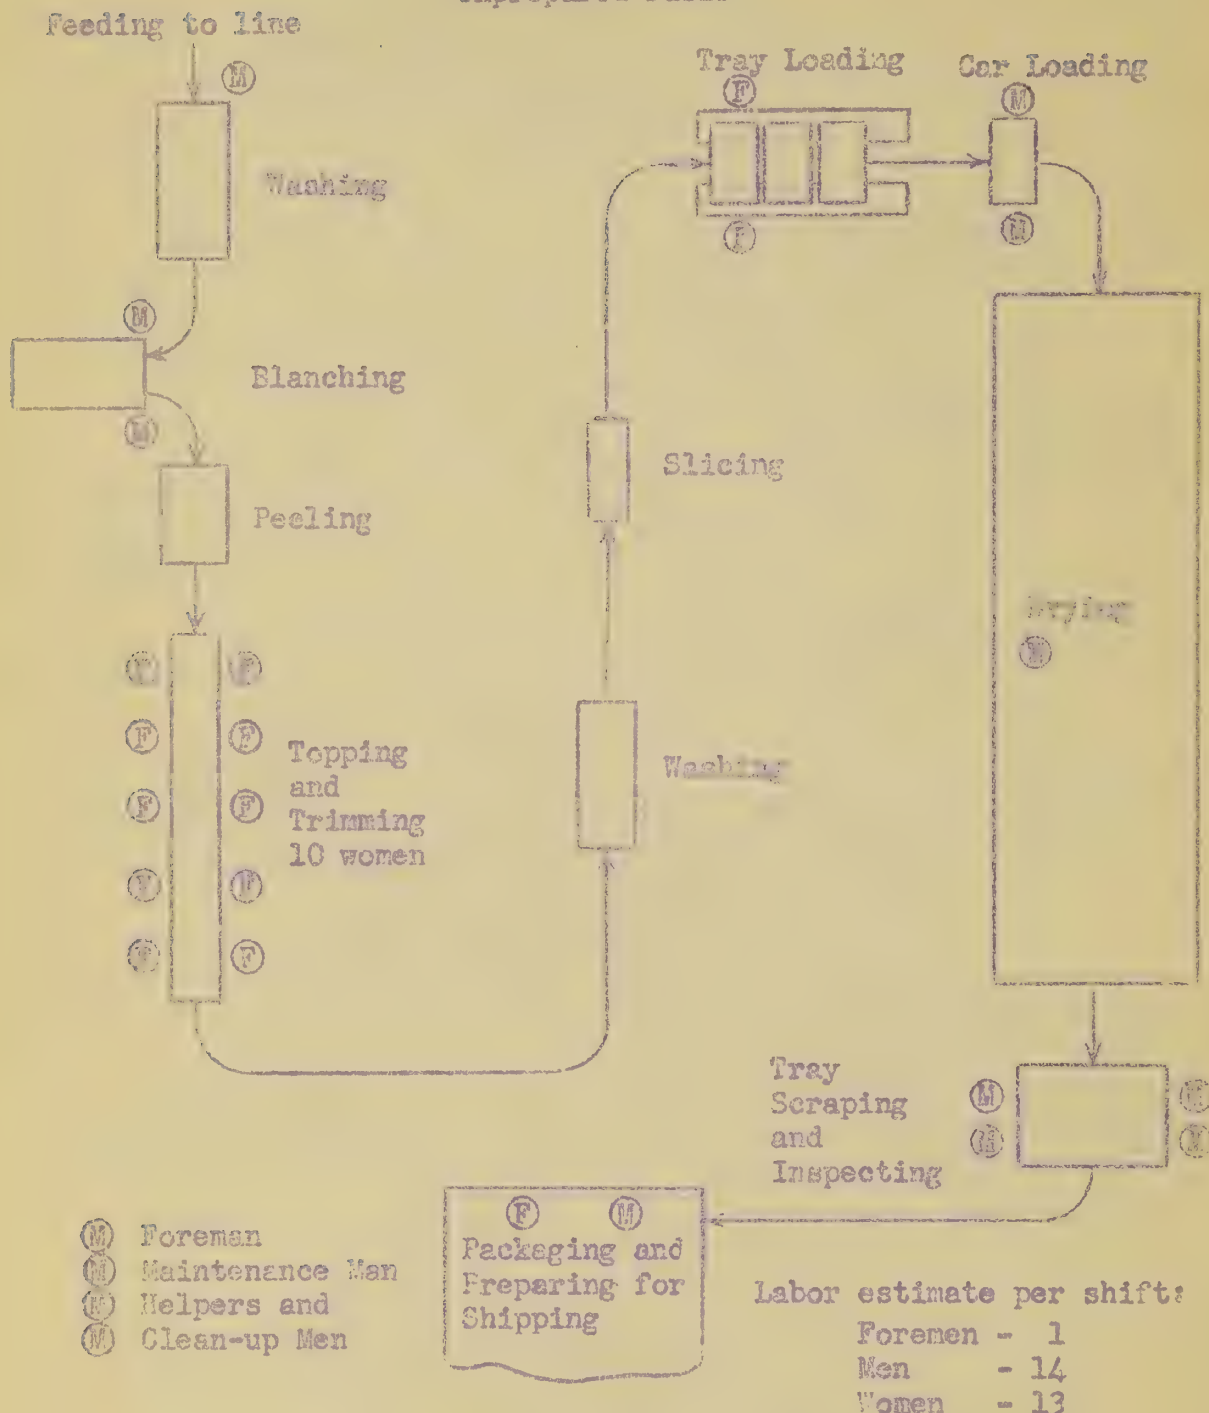 Feeding to line
M
Washing
M
Blanching
M
Peeling
F
F F
Topping
and
F F
Trimming
10 women
F F
F F
Tray Loading
F
F
Car Loading
M
M
Slicing
Washing
Drying
M
Tray
Scraping
and
Inspecting
M M
M M
F M
Packaging and
Preparing for
Shipping
M Foreman
M Maintenance Man
M Helpers and
M Clean-up Men
Labor estimate per shift:
Foremen - 1
Men - 14
Women - 13